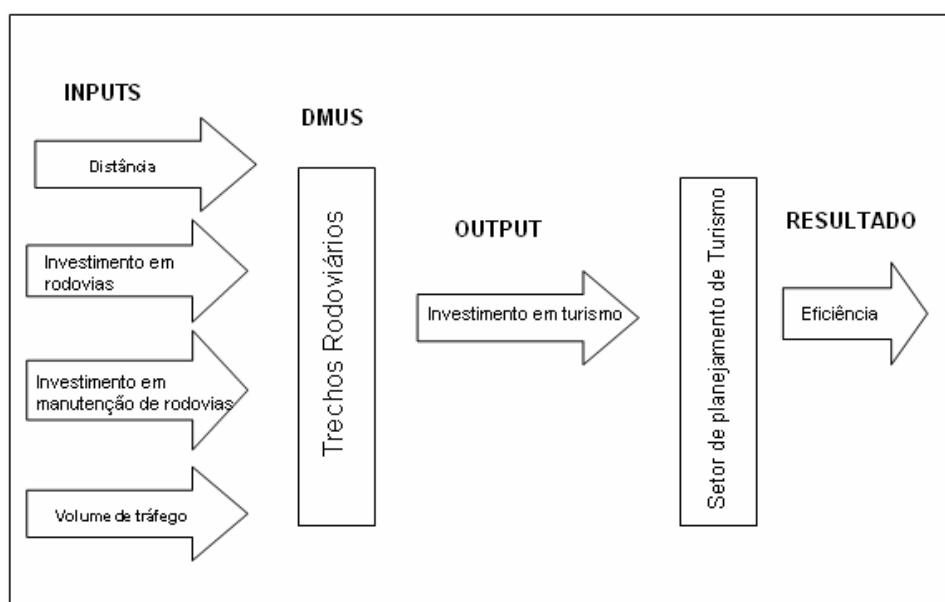 INPUTS
Distância
Investimento em
rodovias
Investimento em
manutenção de rodovias
Volume de tráfego
DMUS
Trechos Rodoviários
OUTPUT
Investimento em turismo
Setor de planejamento de Turismo
RESULTADO
Eficiência